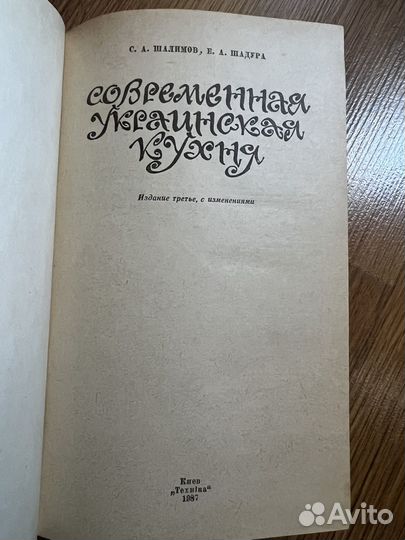 С. А. ШАЛИМОВ, Е. А. ШАДУРА
СОВРЕМЕННАЯ
УКРАИНСКАЯ
КУХНЯ
Издание третье, с изменениями
Киев
„Техніка“
1987
Avito